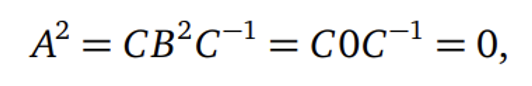 A² = CB²C⁻¹ = C0C⁻¹ = 0,